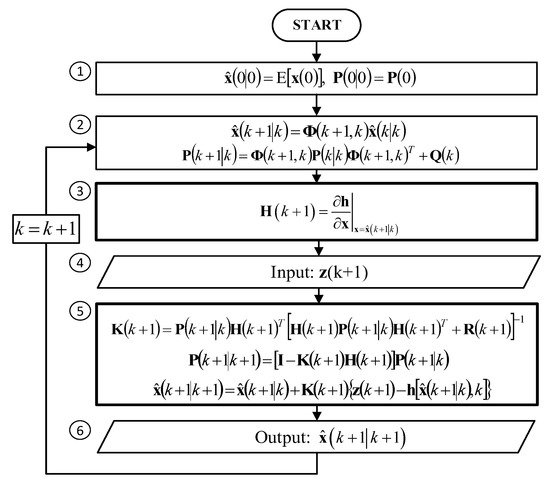 START
①
x̂(0|0)=E[x(0)], P(0|0)=P(0)
②
x̂(k+1|k)=Φ(k+1,k)x̂(k|k)
P(k+1|k)=Φ(k+1,k)P(k|k)Φ(k+1,k)ᵀ+Q(k)
③
H(k+1)=∂h/∂x|x=x̂(k+1|k)
k=k+1
④
Input: z(k+1)
⑤
K(k+1)=P(k+1|k)H(k+1)ᵀ[H(k+1)P(k+1|k)H(k+1)ᵀ+R(k+1)]⁻¹
P(k+1|k+1)=[I−K(k+1)H(k+1)]P(k+1|k)
x̂(k+1|k+1)=x̂(k+1|k)+K(k+1){z(k+1)−h[x̂(k+1|k),k]}
⑥
Output: x̂(k+1|k+1)